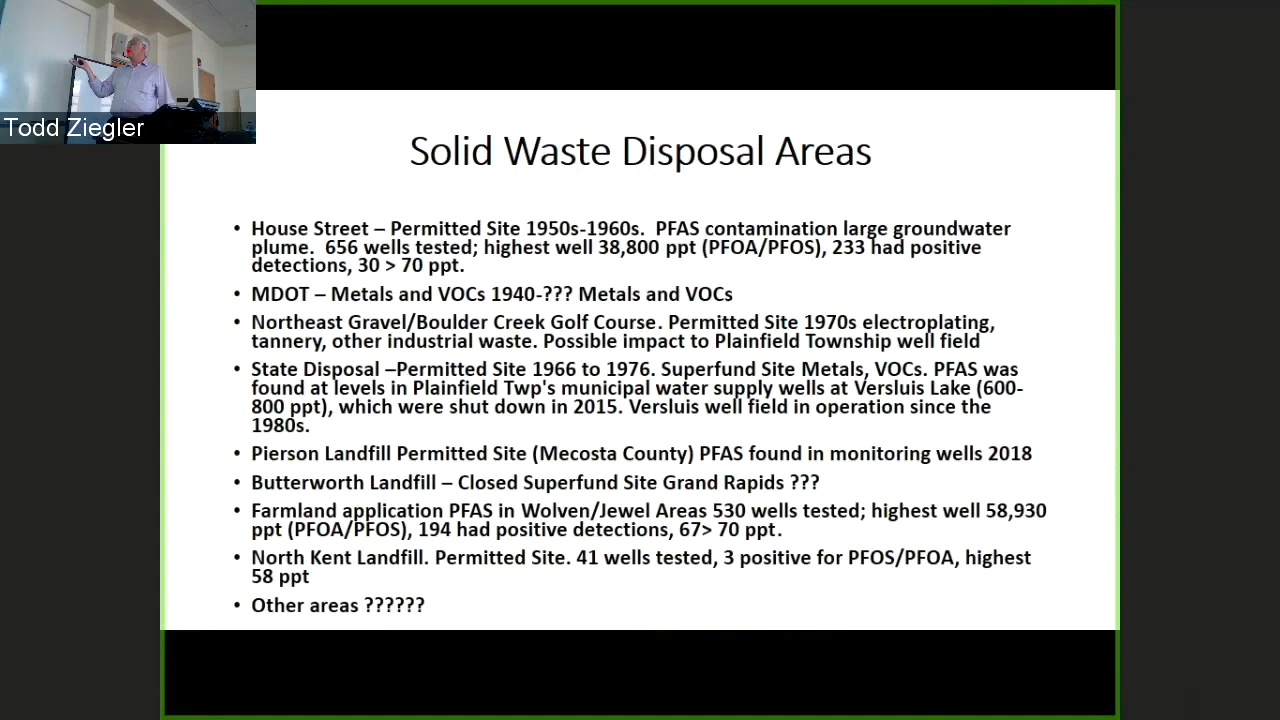 Todd Ziegler
Solid Waste Disposal Areas
• House Street – Permitted Site 1950s-1960s.  PFAS contamination large groundwater
plume.  656 wells tested; highest well 38,800 ppt (PFOA/PFOS), 233 had positive
detections, 30 > 70 ppt.
• MDOT – Metals and VOCs 1940-??? Metals and VOCs
• Northeast Gravel/Boulder Creek Golf Course. Permitted Site 1970s electroplating,
tannery, other industrial waste. Possible impact to Plainfield Township well field
• State Disposal –Permitted Site 1966 to 1976. Superfund Site Metals, VOCs. PFAS was
found at levels in Plainfield Twp's municipal water supply wells at Versluis Lake (600-
800 ppt), which were shut down in 2015. Versluis well field in operation since the
1980s.
• Pierson Landfill Permitted Site (Mecosta County) PFAS found in monitoring wells 2018
• Butterworth Landfill – Closed Superfund Site Grand Rapids ???
• Farmland application PFAS in Wolven/Jewel Areas 530 wells tested; highest well 58,930
ppt (PFOA/PFOS), 194 had positive detections, 67> 70 ppt.
• North Kent Landfill. Permitted Site. 41 wells tested, 3 positive for PFOS/PFOA, highest
58 ppt
• Other areas ??????